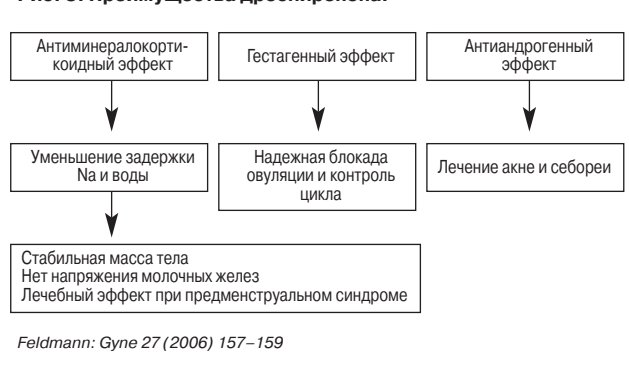 Антиминералокорти-
коидный эффект
Гестагенный эффект
Антиандрогенный
эффект
Уменьшение задержки
Na и воды
Надежная блокада
овуляции и контроль
цикла
Лечение акне и себореи
Стабильная масса тела
Нет напряжения молочных желез
Лечебный эффект при предменструальном синдроме
Feldmann: Gyne 27 (2006) 157–159